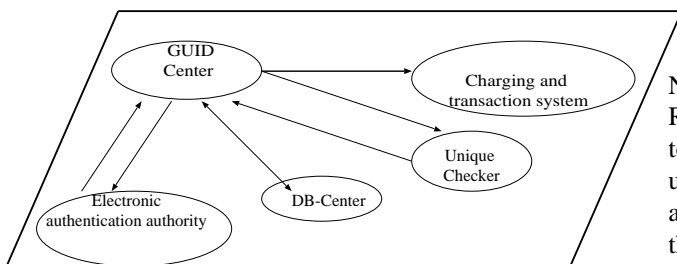 GUID
Center
Charging and
transaction system
Unique
Checker
DB-Center
Electronic
authentication authority